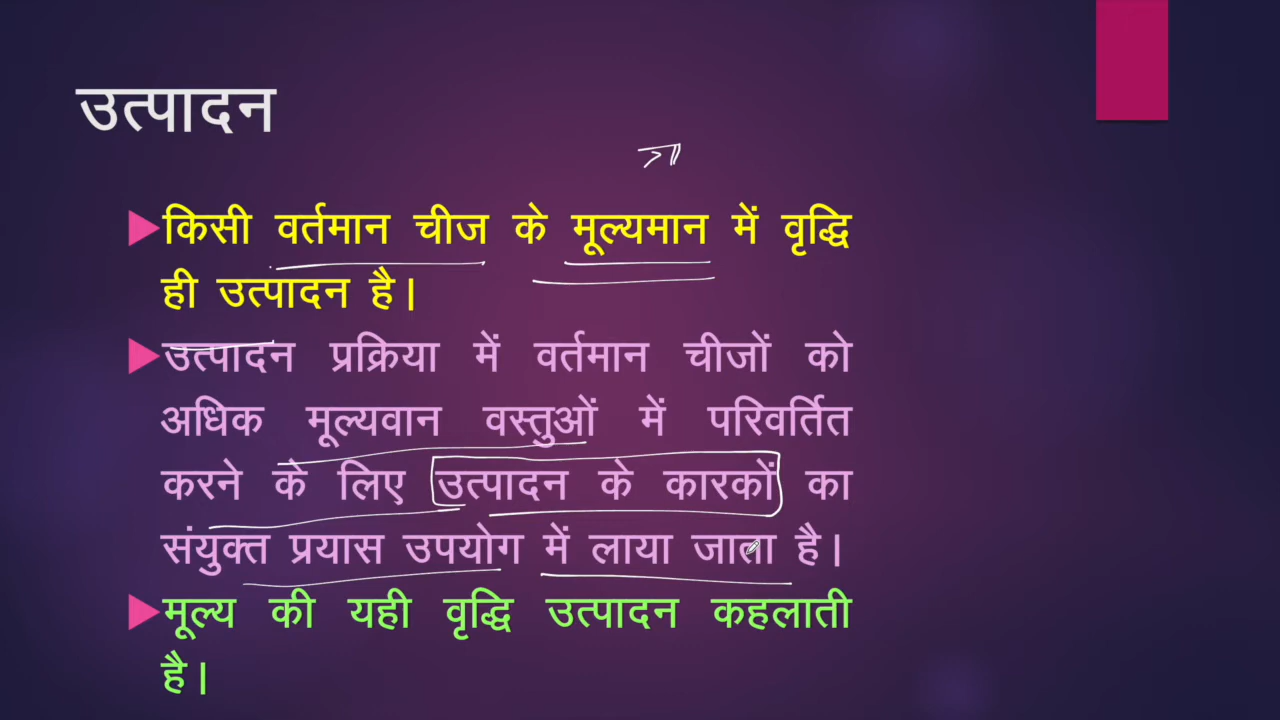 उत्पादन
किसी वर्तमान चीज के मूल्यमान में वृद्धि
ही उत्पादन है।
उत्पादन प्रक्रिया में वर्तमान चीजों को
अधिक मूल्यवान वस्तुओं में परिवर्तित
करने के लिए उत्पादन के कारकों का
संयुक्त प्रयास उपयोग में लाया जाता है।
मूल्य की यही वृद्धि उत्पादन कहलाती
है।